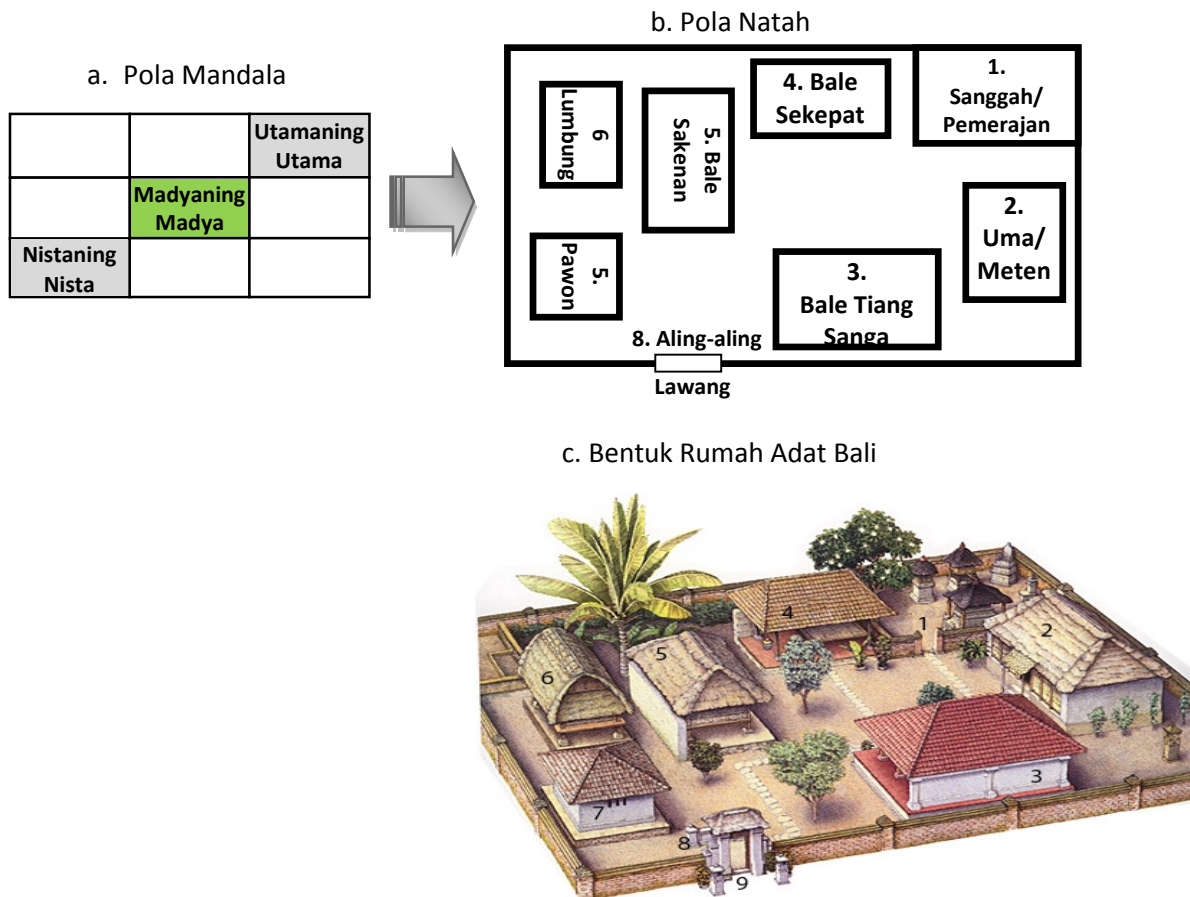 b. Pola Natah
a. Pola Mandala
Utamaning
Utama
Madyaning
Madya
Nistaning
Nista
1.
Sanggah/
Pemerajan
4. Bale
Sekepat
6
Lumbung
5. Bale
Sakenan
2.
Uma/
Meten
5.
Pawon
3.
Bale Tiang
Sanga
8. Aling-aling
Lawang
c. Bentuk Rumah Adat Bali
4
1
2
5
6
3
7
8
9